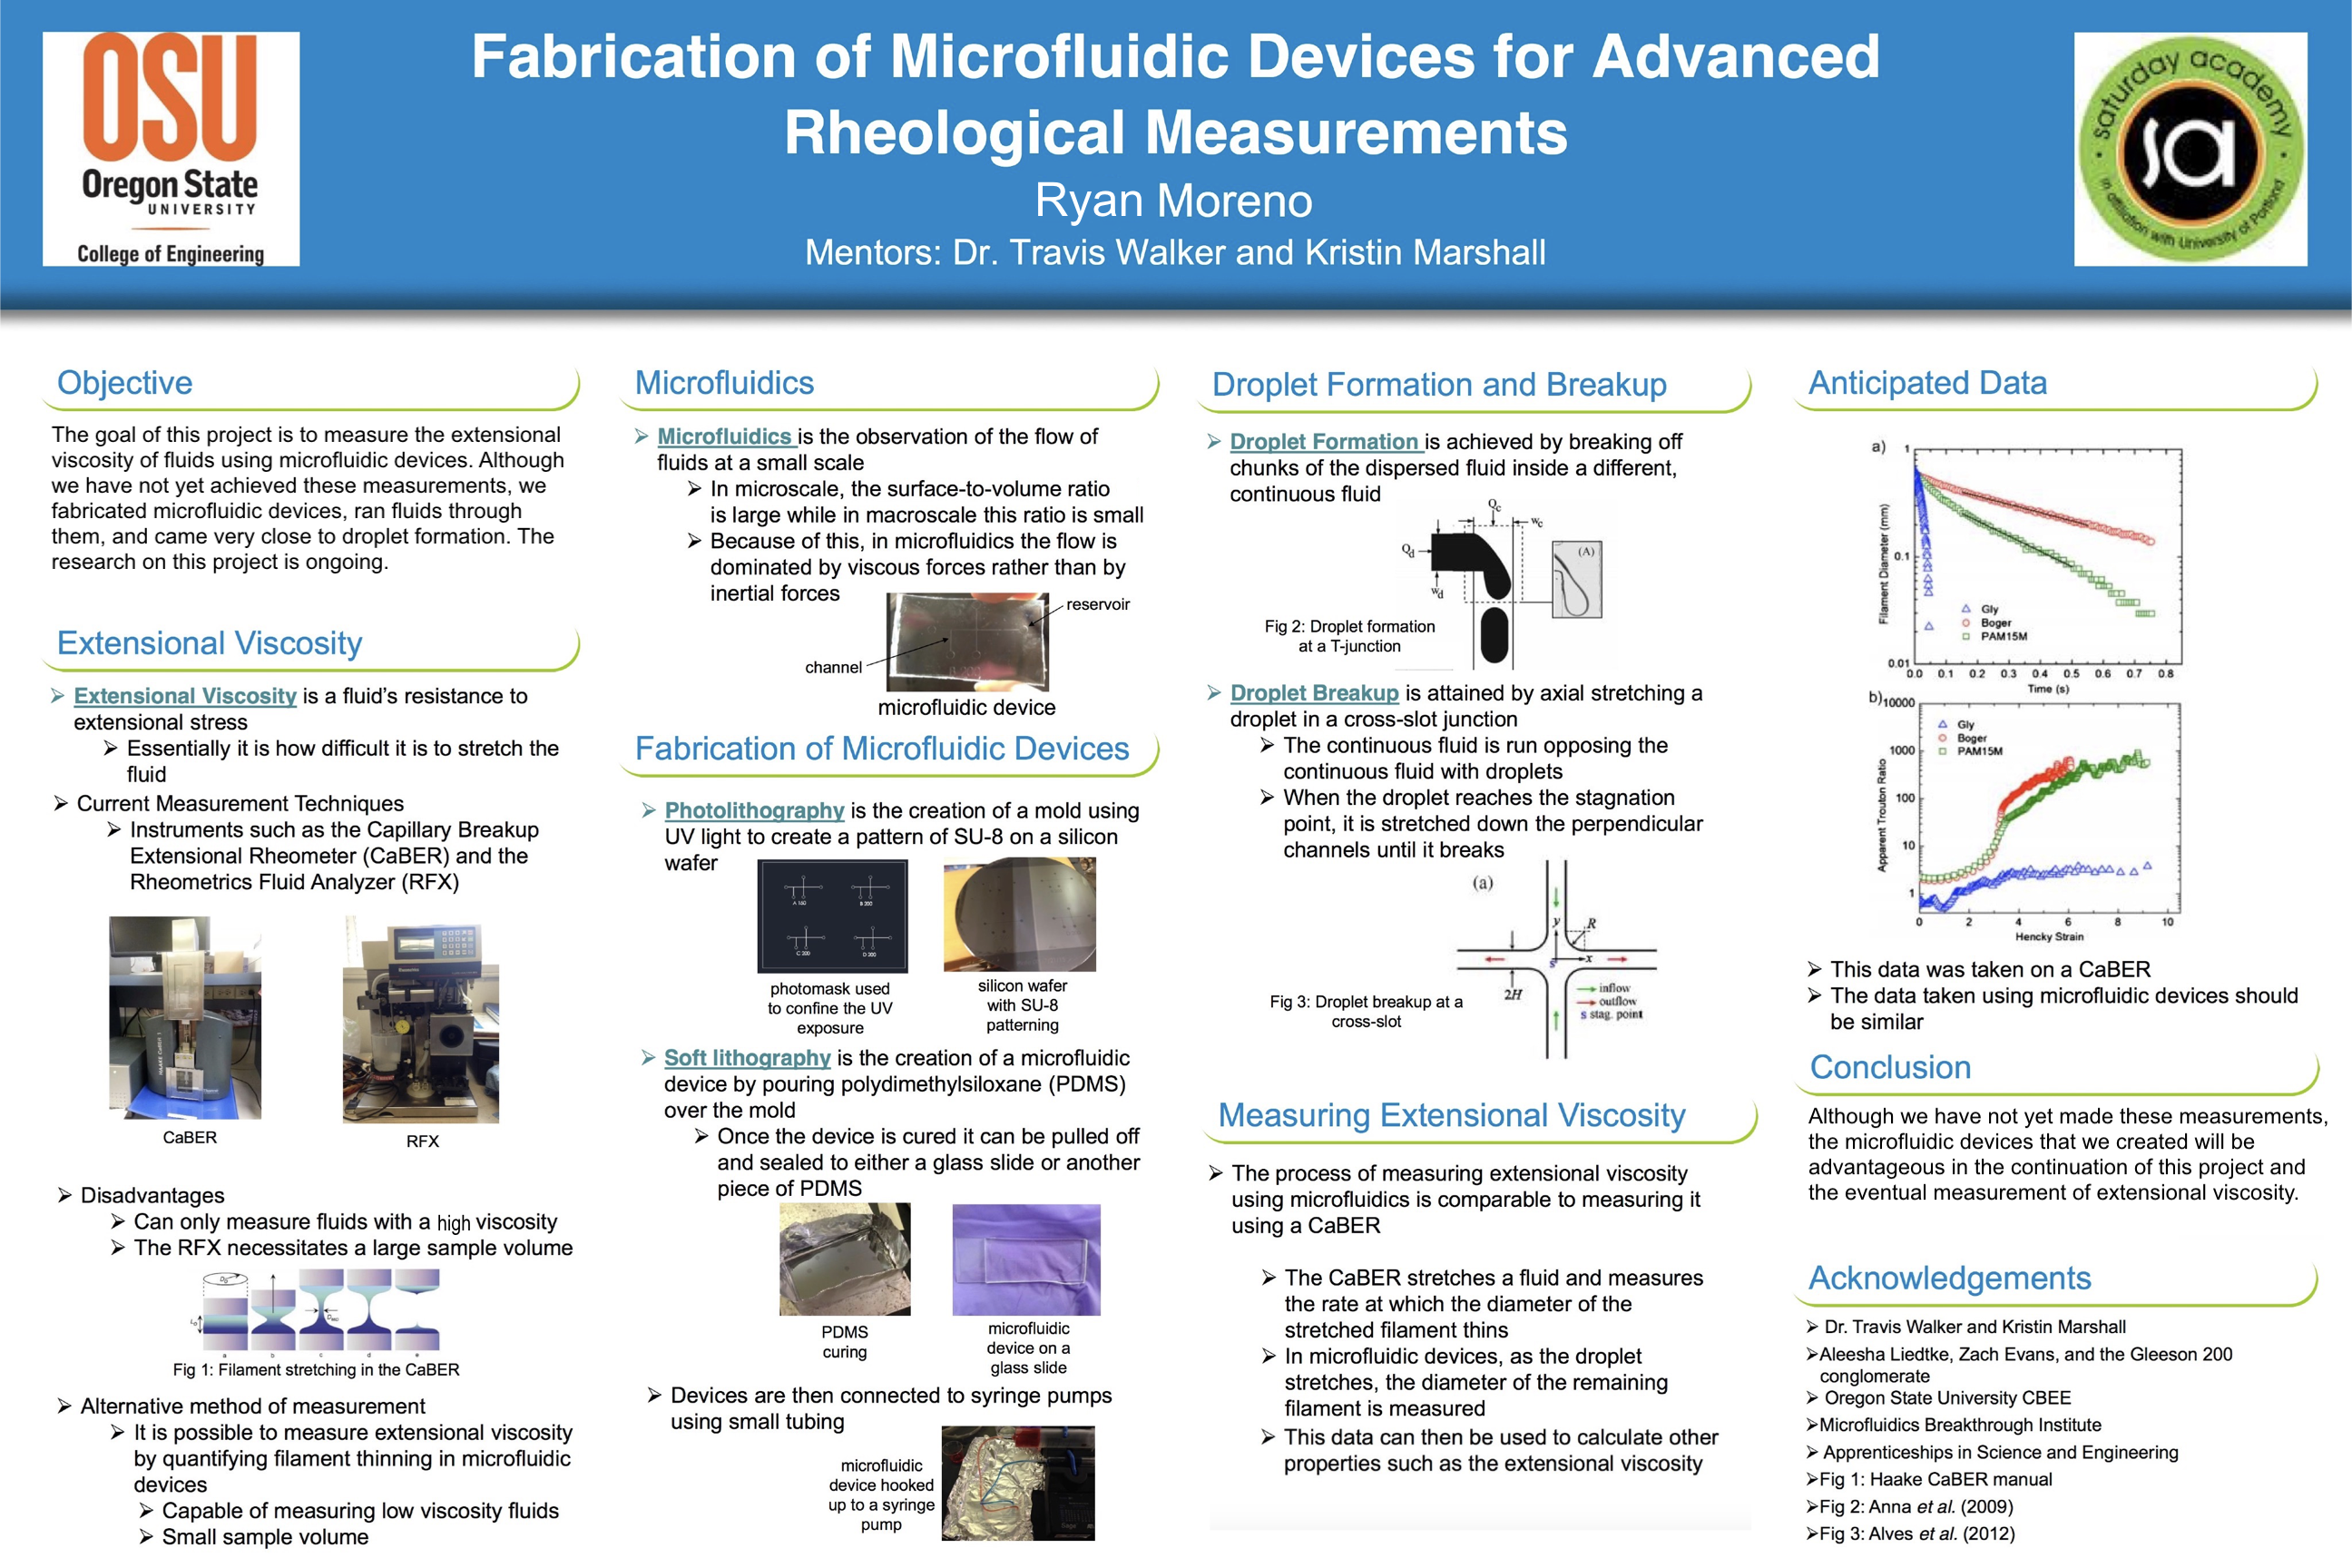 OSU
Oregon State
UNIVERSITY
College of Engineering
Fabrication of Microfluidic Devices for Advanced
Rheological Measurements
Ryan Moreno
Mentors: Dr. Travis Walker and Kristin Marshall
saturday academy
sa
in affiliation with University of Portland
Objective
The goal of this project is to measure the extensional
viscosity of fluids using microfluidic devices. Although
we have not yet achieved these measurements, we
fabricated microfluidic devices, ran fluids through
them, and came very close to droplet formation. The
research on this project is ongoing.
Extensional Viscosity
➢ Extensional Viscosity is a fluid’s resistance to
extensional stress
➢ Essentially it is how difficult it is to stretch the
fluid
➢ Current Measurement Techniques
➢ Instruments such as the Capillary Breakup
Extensional Rheometer (CaBER) and the
Rheometrics Fluid Analyzer (RFX)
CaBER
RFX
➢ Disadvantages
➢ Can only measure fluids with a high viscosity
➢ The RFX necessitates a large sample volume
a b c d e
Fig 1: Filament stretching in the CaBER
➢ Alternative method of measurement
➢ It is possible to measure extensional viscosity
by quantifying filament thinning in microfluidic
devices
➢ Capable of measuring low viscosity fluids
➢ Small sample volume
Microfluidics
➢ Microfluidics is the observation of the flow of
fluids at a small scale
➢ In microscale, the surface-to-volume ratio
is large while in macroscale this ratio is small
➢ Because of this, in microfluidics the flow is
dominated by viscous forces rather than by
inertial forces
reservoir
channel
microfluidic device
Fabrication of Microfluidic Devices
➢ Photolithography is the creation of a mold using
UV light to create a pattern of SU-8 on a silicon
wafer
A 160
B 200
C 300
D 300
photomask used
to confine the UV
exposure
silicon wafer
with SU-8
patterning
➢ Soft lithography is the creation of a microfluidic
device by pouring polydimethylsiloxane (PDMS)
over the mold
➢ Once the device is cured it can be pulled off
and sealed to either a glass slide or another
piece of PDMS
PDMS
curing
microfluidic
device on a
glass slide
➢ Devices are then connected to syringe pumps
using small tubing
microfluidic
device hooked
up to a syringe
pump
Droplet Formation and Breakup
➢ Droplet Formation is achieved by breaking off
chunks of the dispersed fluid inside a different,
continuous fluid
Qc
wc
Qd
wd
(A)
Fig 2: Droplet formation
at a T-junction
➢ Droplet Breakup is attained by axial stretching a
droplet in a cross-slot junction
➢ The continuous fluid is run opposing the
continuous fluid with droplets
➢ When the droplet reaches the stagnation
point, it is stretched down the perpendicular
channels until it breaks
(a)
y
R
S
x
2H
inflow
outflow
s stag. point
Fig 3: Droplet breakup at a
cross-slot
Measuring Extensional Viscosity
➢ The process of measuring extensional viscosity
using microfluidics is comparable to measuring it
using a CaBER
➢ The CaBER stretches a fluid and measures
the rate at which the diameter of the
stretched filament thins
➢ In microfluidic devices, as the droplet
stretches, the diameter of the remaining
filament is measured
➢ This data can then be used to calculate other
properties such as the extensional viscosity
Anticipated Data
a)
1
0.1
0.01
Filament Diameter (mm)
Gly
Boger
PAM15M
0.0 0.1 0.2 0.3 0.4 0.5 0.6 0.7 0.8
Time (s)
b)
10000
1000
100
10
1
Apparent Trouton Ratio
Gly
Boger
PAM15M
0 2 4 6 8 10
Hencky Strain
➢ This data was taken on a CaBER
➢ The data taken using microfluidic devices should
be similar
Conclusion
Although we have not yet made these measurements,
the microfluidic devices that we created will be
advantageous in the continuation of this project and
the eventual measurement of extensional viscosity.
Acknowledgements
➢ Dr. Travis Walker and Kristin Marshall
➢Aleesha Liedtke, Zach Evans, and the Gleeson 200
conglomerate
➢ Oregon State University CBEE
➢Microfluidics Breakthrough Institute
➢ Apprenticeships in Science and Engineering
➢Fig 1: Haake CaBER manual
➢Fig 2: Anna et al. (2009)
➢Fig 3: Alves et al. (2012)